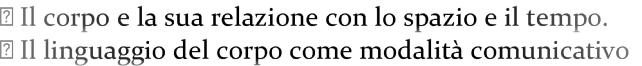 Il corpo e la sua relazione con lo spazio e il tempo.
Il linguaggio del corpo come modalità comunicativo